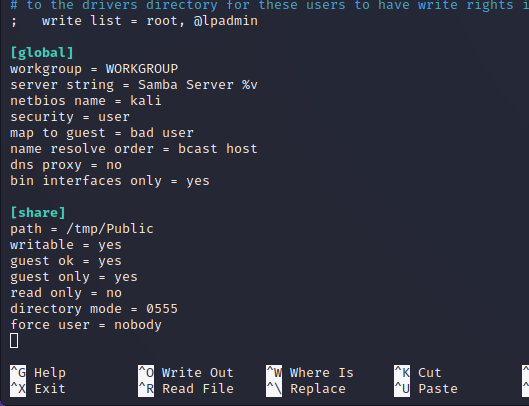 # to the drivers directory for these users to have write rights i
;   write list = root, @lpadmin
[global]
workgroup = WORKGROUP
server string = Samba Server %v
netbios name = kali
security = user
map to guest = bad user
name resolve order = bcast host
dns proxy = no
bin interfaces only = yes
[share]
path = /tmp/Public
writable = yes
guest ok = yes
guest only = yes
read only = no
directory mode = 0555
force user = nobody
^G Help ^O Write Out ^W Where Is ^K Cut ^
^X Exit ^R Read File ^\ Replace ^U Paste ^